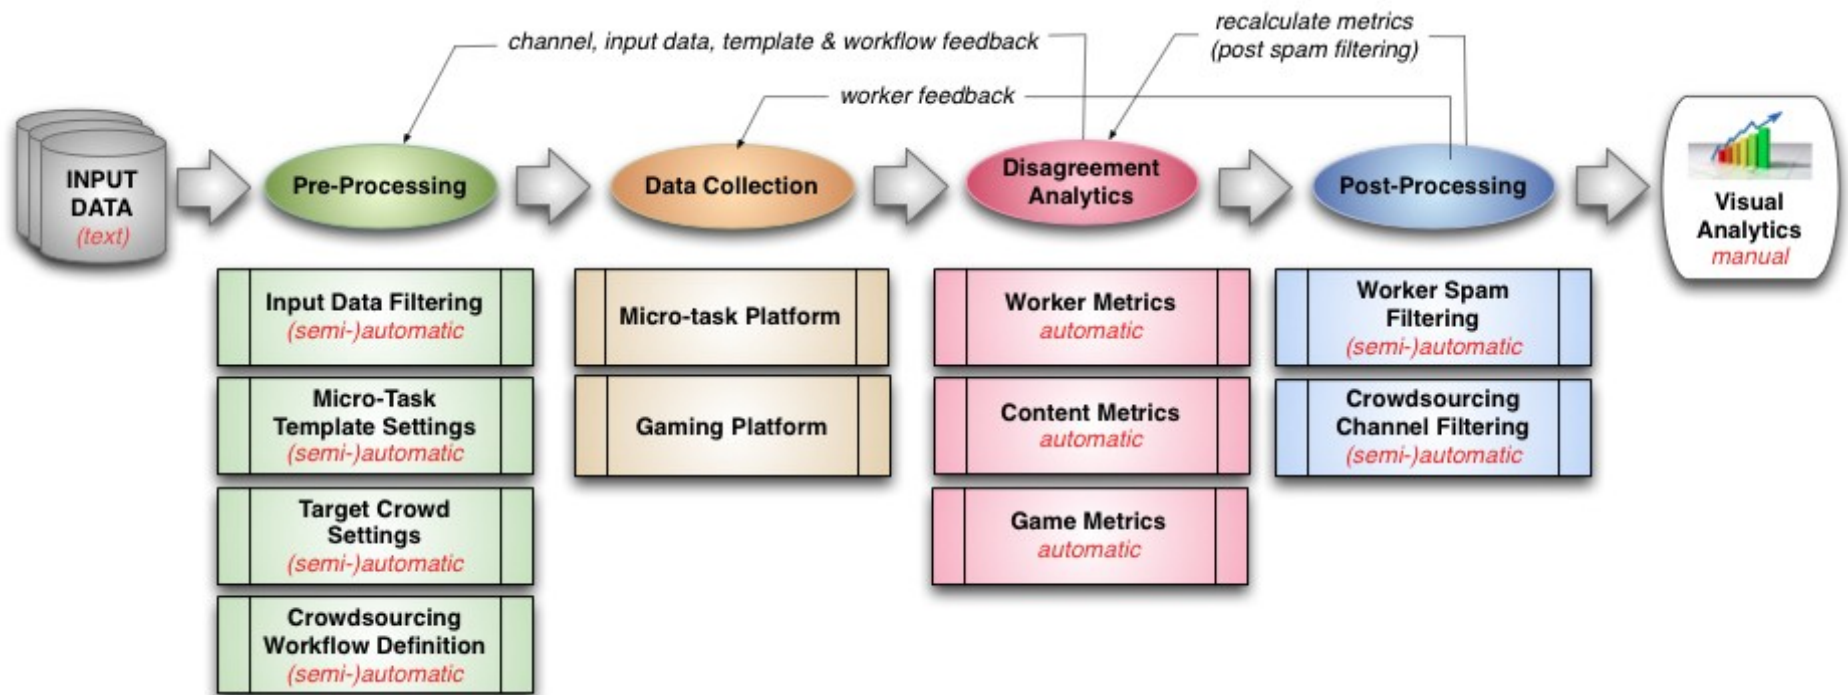 recalculate metrics
(post spam filtering)
channel, input data, template & workflow feedback
worker feedback
INPUT
DATA
(text)
Pre-Processing
Data Collection
Disagreement
Analytics
Post-Processing
Visual
Analytics
manual
Input Data Filtering
(semi-)automatic
Micro-Task
Template Settings
(semi-)automatic
Target Crowd
Settings
(semi-)automatic
Crowdsourcing
Workflow Definition
(semi-)automatic
Micro-task Platform
Gaming Platform
Worker Metrics
automatic
Content Metrics
automatic
Game Metrics
automatic
Worker Spam
Filtering
(semi-)automatic
Crowdsourcing
Channel Filtering
(semi-)automatic